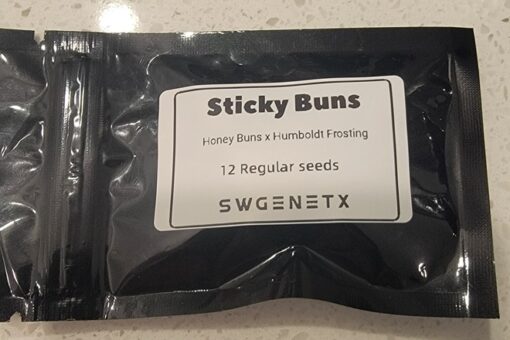 Sticky Buns
Honey Buns x Humboldt Frosting
12 Regular seeds
SWGENETX